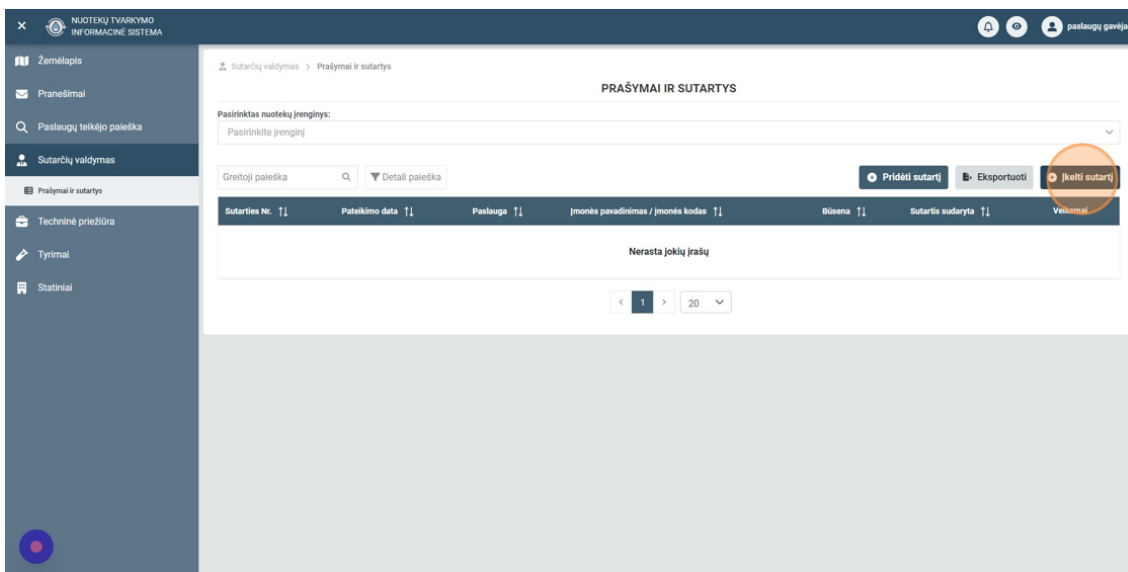 NUOTEKŲ TVARKYMO
INFORMACINĖ SISTEMA
paslaugų gavėja
Žemėlapis
Pranešimai
Paslaugų teikėjo paieška
Sutarčių valdymas
Prašymai ir sutartys
Techninė priežiūra
Tyrimai
Statiniai
Sutarčių valdymas > Prašymai ir sutartys
PRAŠYMAI IR SUTARTYS
Pasirinktas nuotekų įrenginys:
Pasirinkite įrenginį
Greitoji paieška
Detali paieška
Pridėti sutartį
Eksportuoti
Įkelti sutartį
Sutarties Nr. Pateikimo data Paslauga Įmonės pavadinimas / įmonės kodas Būsena Sutartis sudaryta Veiksmai
Nerasta jokių įrašų
< 1 > 20